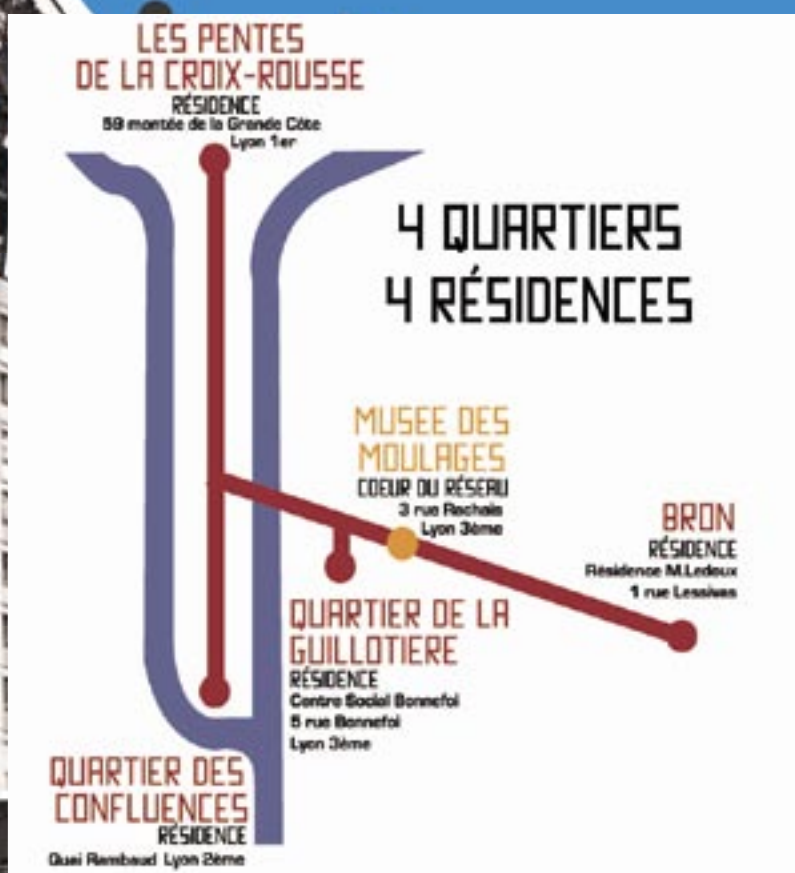 LES PENTES
DE LA CROIX-ROUSSE
RÉSIDENCE
59 montée de la Grande Côte
Lyon 1er
4 QUARTIERS
4 RÉSIDENCES
MUSEE DES
MOULAGES
COEUR DU RÉSEAU
3 rue Rachais
Lyon 3ème
BRON
RÉSIDENCE
Résidence M.Ledoux
1 rue Lessivas
QUARTIER DE LA
GUILLOTIERE
RÉSIDENCE
Centre Social Bonnefoi
5 rue Bonnefoi
Lyon 3ème
QUARTIER DES
CONFLUENCES
RÉSIDENCE
Quai Rambaud Lyon 2ème